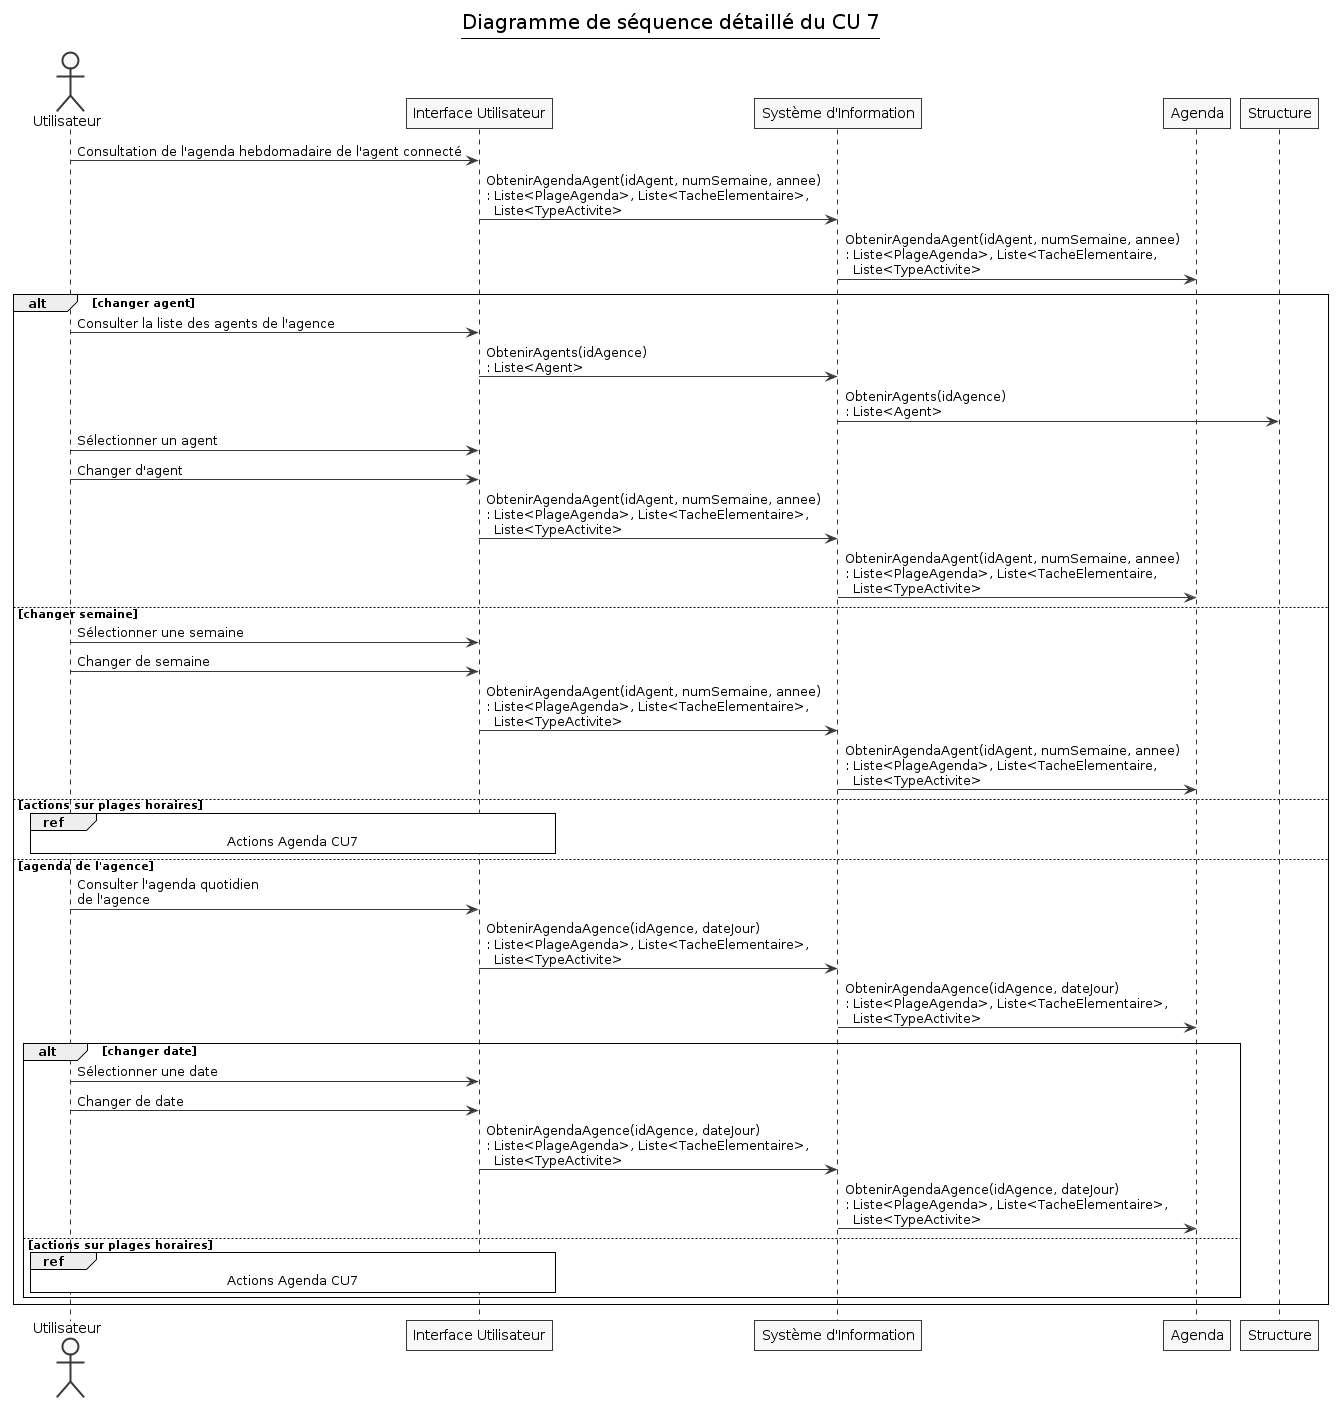 Diagramme de séquence détaillé du CU 7
Utilisateur
Interface Utilisateur
Système d'Information
Agenda
Structure
Consultation de l'agenda hebdomadaire de l'agent connecté
ObtenirAgendaAgent(idAgent, numSemaine, annee)
: Liste<PlageAgenda>, Liste<TacheElementaire>,
Liste<TypeActivite>
ObtenirAgendaAgent(idAgent, numSemaine, annee)
: Liste<PlageAgenda>, Liste<TacheElementaire,
Liste<TypeActivite>
alt [changer agent]
Consulter la liste des agents de l'agence
ObtenirAgents(idAgence)
: Liste<Agent>
ObtenirAgents(idAgence)
: Liste<Agent>
Sélectionner un agent
Changer d'agent
ObtenirAgendaAgent(idAgent, numSemaine, annee)
: Liste<PlageAgenda>, Liste<TacheElementaire>,
Liste<TypeActivite>
ObtenirAgendaAgent(idAgent, numSemaine, annee)
: Liste<PlageAgenda>, Liste<TacheElementaire,
Liste<TypeActivite>
[changer semaine]
Sélectionner une semaine
Changer de semaine
ObtenirAgendaAgent(idAgent, numSemaine, annee)
: Liste<PlageAgenda>, Liste<TacheElementaire>,
Liste<TypeActivite>
ObtenirAgendaAgent(idAgent, numSemaine, annee)
: Liste<PlageAgenda>, Liste<TacheElementaire,
Liste<TypeActivite>
[actions sur plages horaires]
ref
Actions Agenda CU7
[agenda de l'agence]
Consulter l'agenda quotidien
de l'agence
ObtenirAgendaAgence(idAgence, dateJour)
: Liste<PlageAgenda>, Liste<TacheElementaire>,
Liste<TypeActivite>
ObtenirAgendaAgence(idAgence, dateJour)
: Liste<PlageAgenda>, Liste<TacheElementaire>,
Liste<TypeActivite>
alt [changer date]
Sélectionner une date
Changer de date
ObtenirAgendaAgence(idAgence, dateJour)
: Liste<PlageAgenda>, Liste<TacheElementaire>,
Liste<TypeActivite>
ObtenirAgendaAgence(idAgence, dateJour)
: Liste<PlageAgenda>, Liste<TacheElementaire>,
Liste<TypeActivite>
[actions sur plages horaires]
ref
Actions Agenda CU7
Utilisateur
Interface Utilisateur
Système d'Information
Agenda
Structure